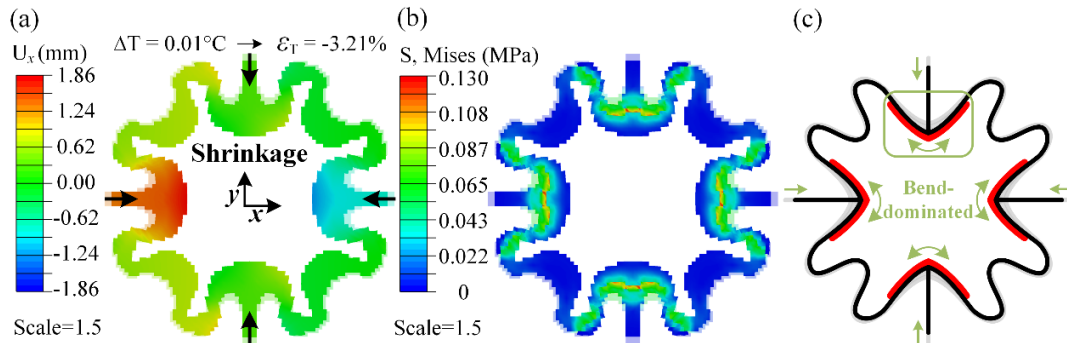 (a)
ΔT = 0.01°C → εT = -3.21%
Ux (mm)
1.86
1.24
0.62
0.00
-0.62
-1.24
-1.86
Scale=1.5
Shrinkage
y
x
(b)
S, Mises (MPa)
0.130
0.108
0.087
0.065
0.043
0.022
0
Scale=1.5
(c)
Bend-
dominated